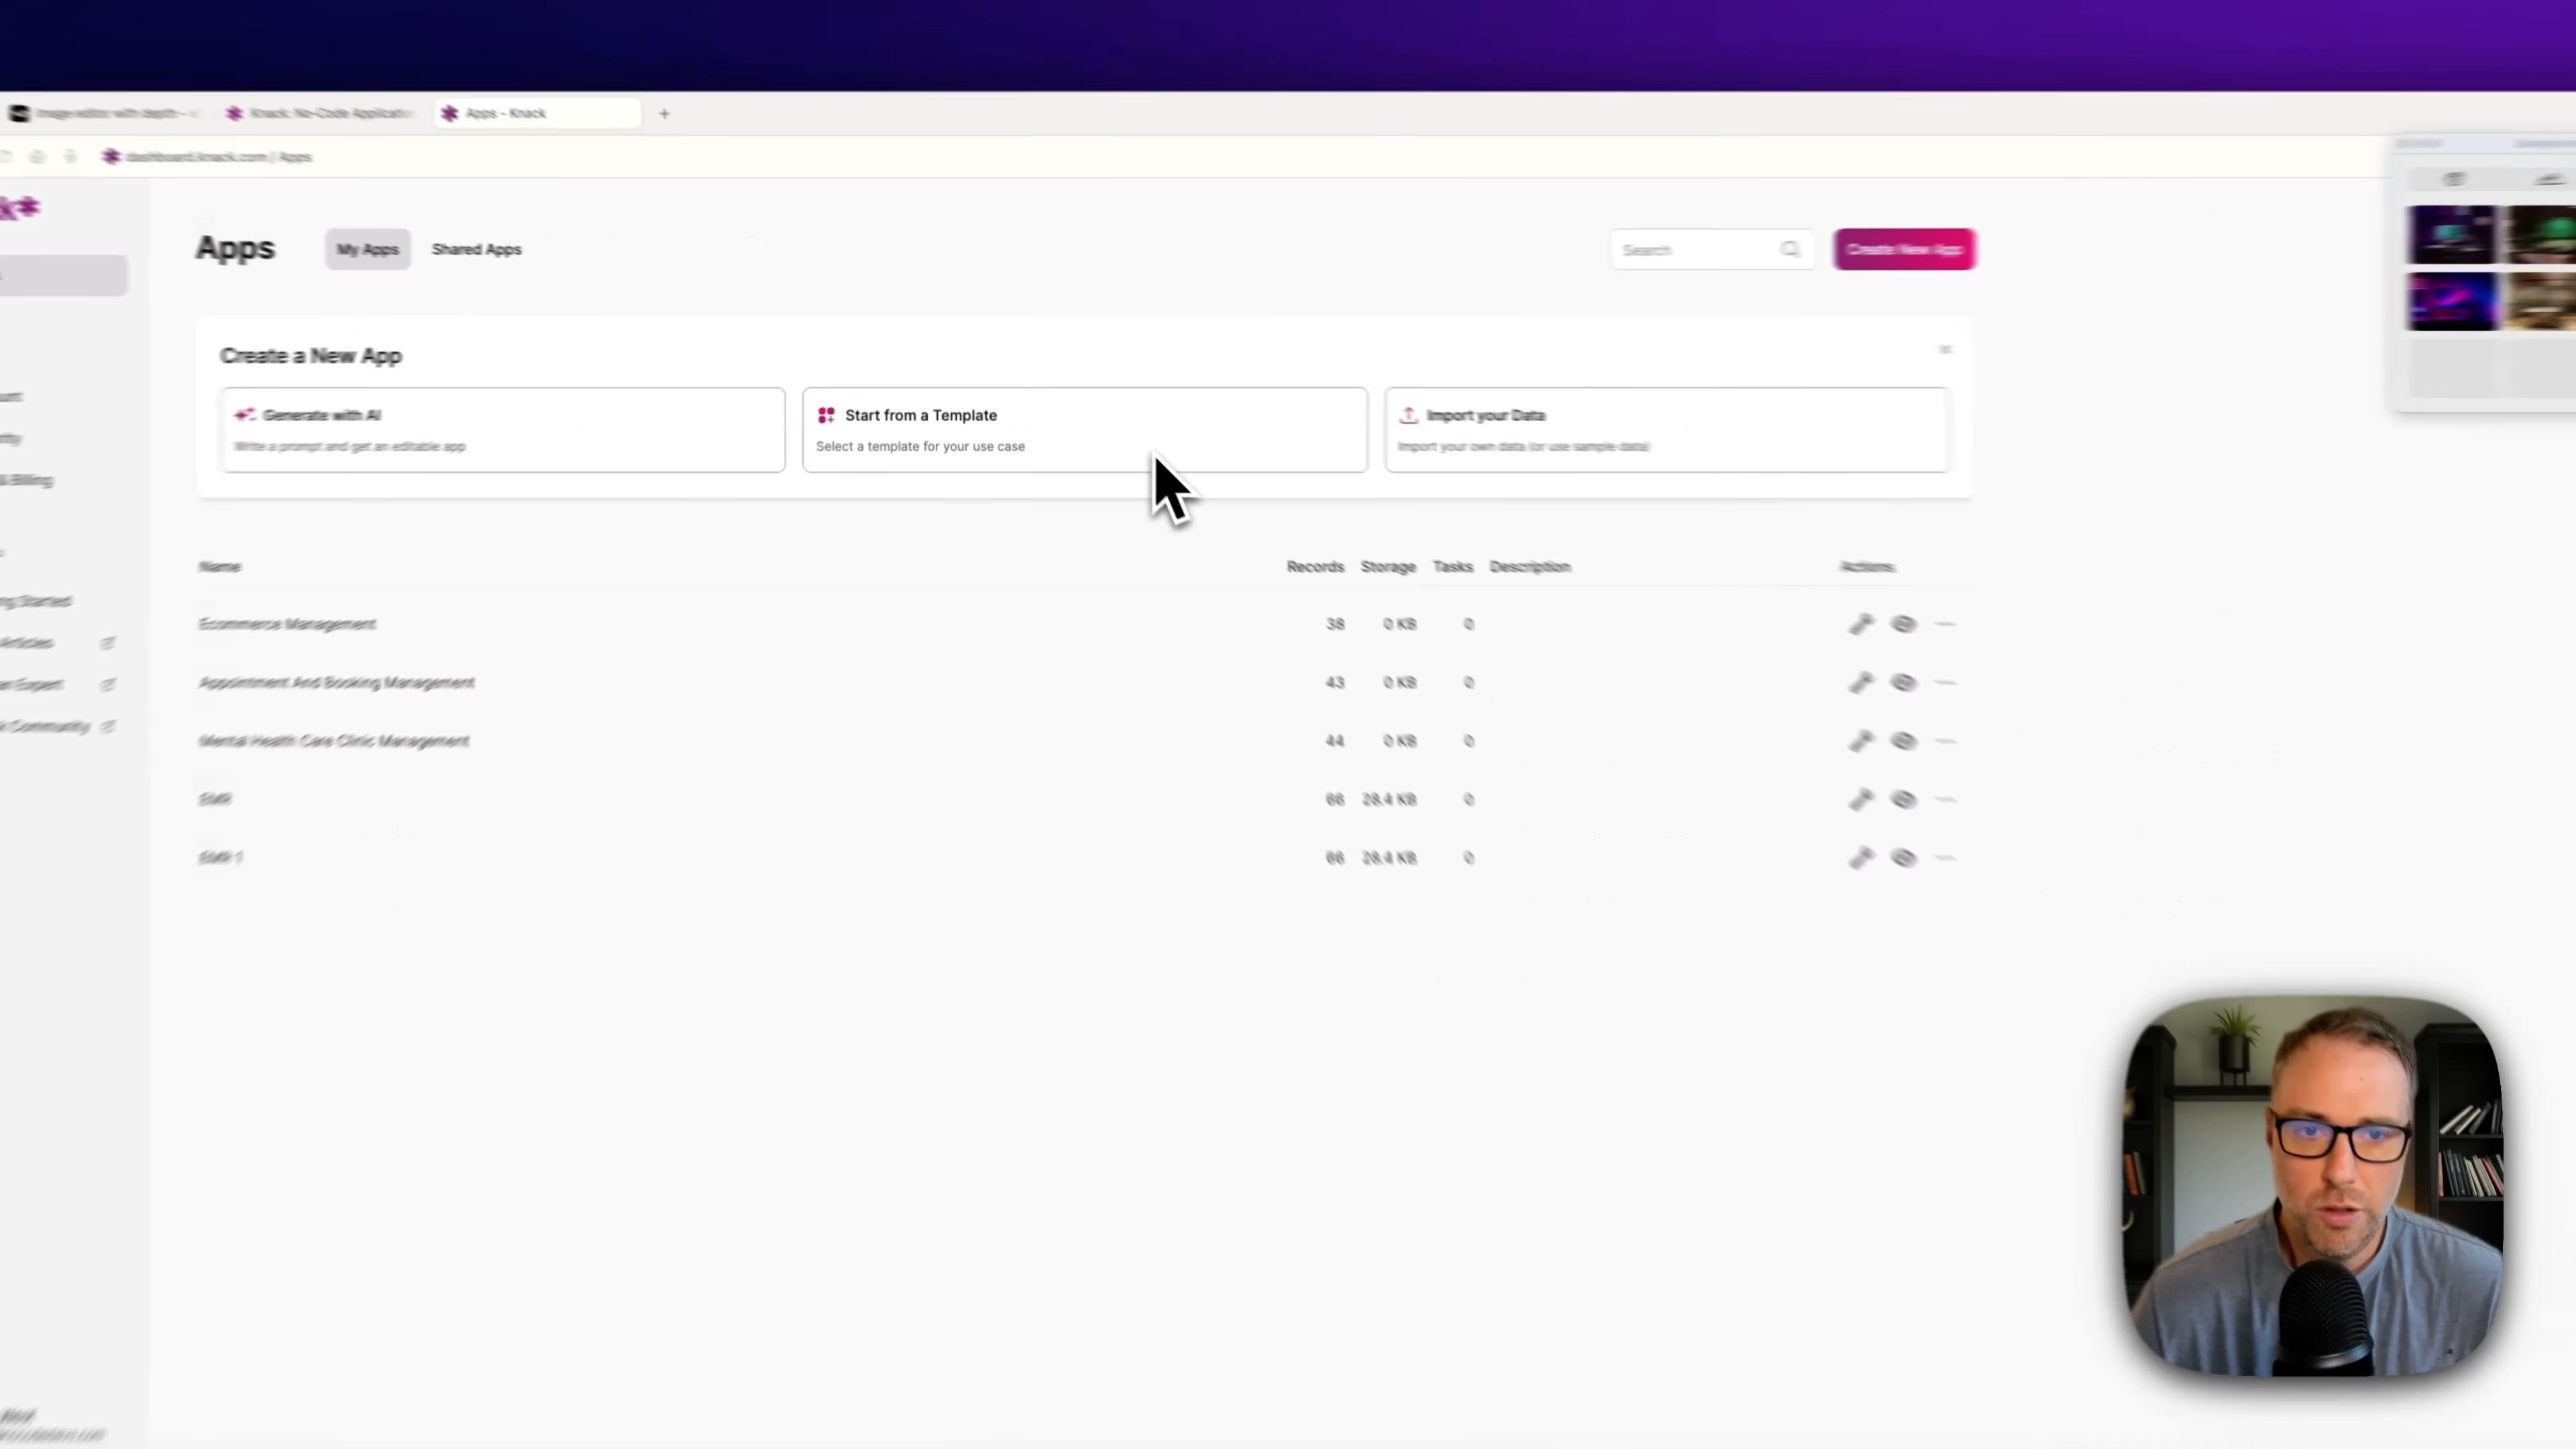 Image editor with depth -
Knack: No-Code Applicatio
Apps - Knack
dashboard.knack.com / Apps
k*
Apps
My Apps
Shared Apps
Search
Create New App
Create a New App
Generate with AI
Write a prompt and get an editable app
Start from a Template
Select a template for your use case
Import your Data
Import your own data (or use sample data)
Name Records Storage Tasks Description Actions
Ecommerce Management 38 0 KB 0
Appointment And Booking Management 43 0 KB 0
Mental Health Care Clinic Management 44 0 KB 0
EMR 66 28.4 KB 0
EMR 1 66 28.4 KB 0
& Billing
ng Started
Articles
Expert
Community